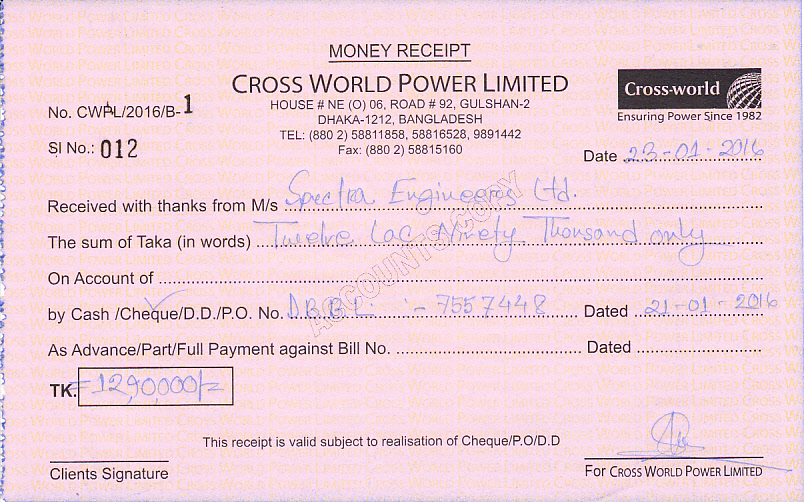 MONEY RECEIPT
CROSS WORLD POWER LIMITED
HOUSE # NE (O) 06, ROAD # 92, GULSHAN-2
DHAKA-1212, BANGLADESH
TEL: (880 2) 58811858, 58816528, 9891442
Fax: (880 2) 58815160
Cross-world
Ensuring Power Since 1982
No. CWPL/2016/B-1
SI No.: 012
Date 23-01-2016
Received with thanks from M/s Spectra Engineers Ltd.
The sum of Taka (in words) Twelve Lac Ninety Thousand only
On Account of
by Cash /Cheque/D.D./P.O. No. DBBL :- 7557448 Dated 21-01-2016
As Advance/Part/Full Payment against Bill No. Dated
TK. =12,90,000/=
ACCOUNTS COPY
This receipt is valid subject to realisation of Cheque/P.O/D.D
Clients Signature
For CROSS WORLD POWER LIMITED